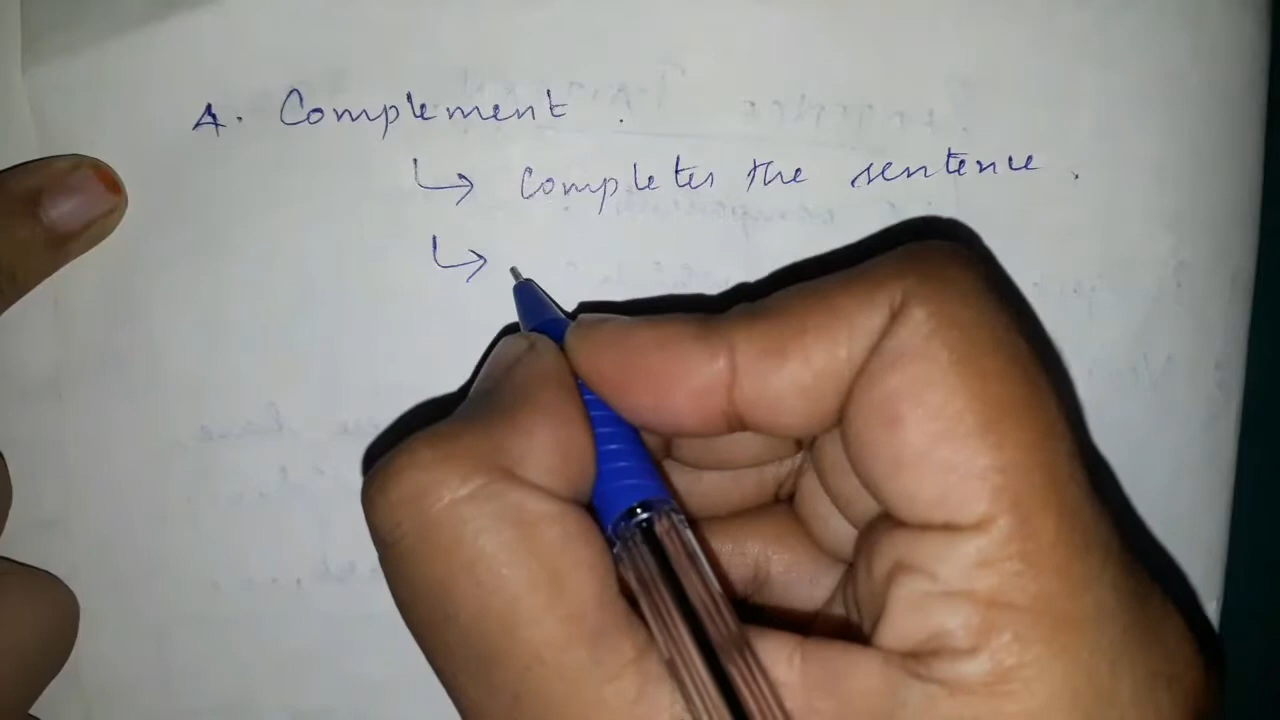 4. Complement.
↳ Completes the sentence.
↳